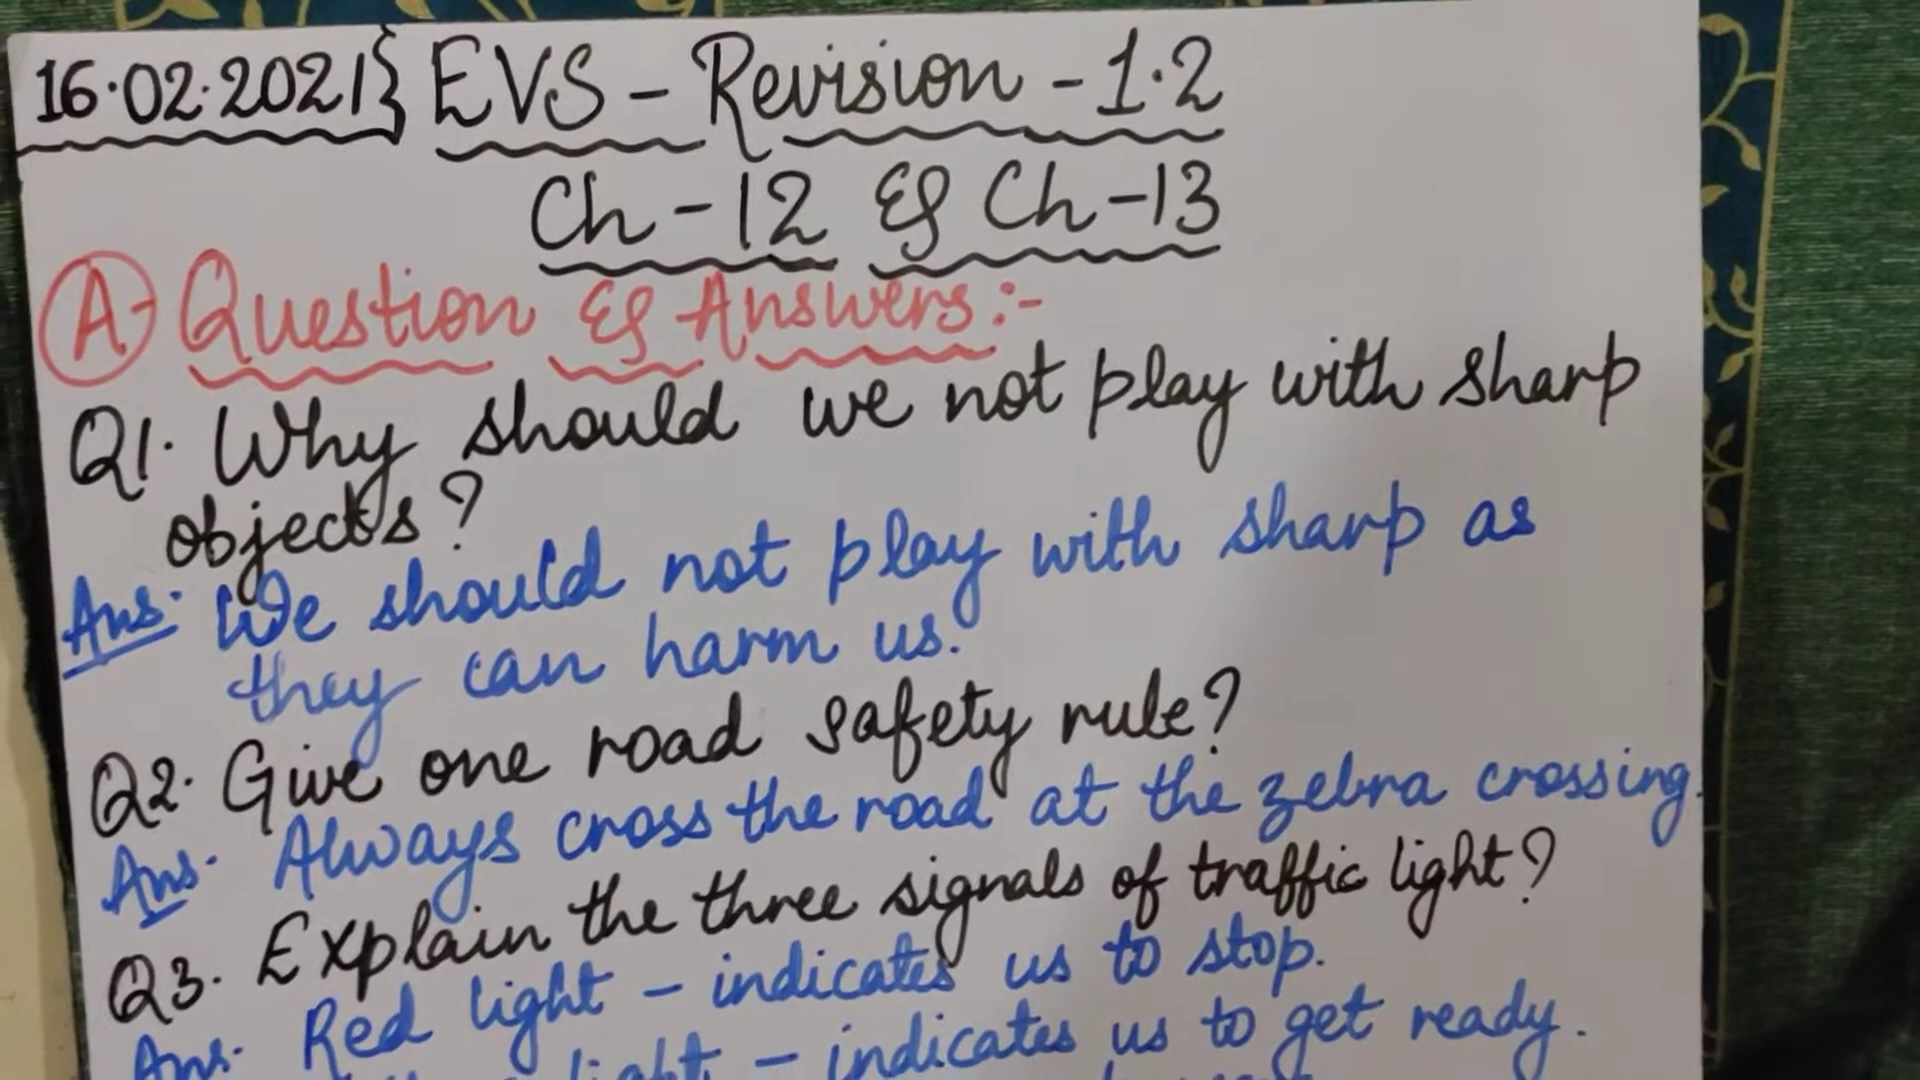 16.02.2021} EVS - Revision - 1.2
Ch - 12 & Ch - 13
A- Question & Answers:-
Q1. Why should we not play with sharp
objects?
Ans: We should not play with sharp as
they can harm us.
Q2. Give one road safety rule?
Ans. Always cross the road at the zebra crossing.
Q3. Explain the three signals of traffic light?
Ans. Red light - indicates us to stop.
light - indicates us to get ready.